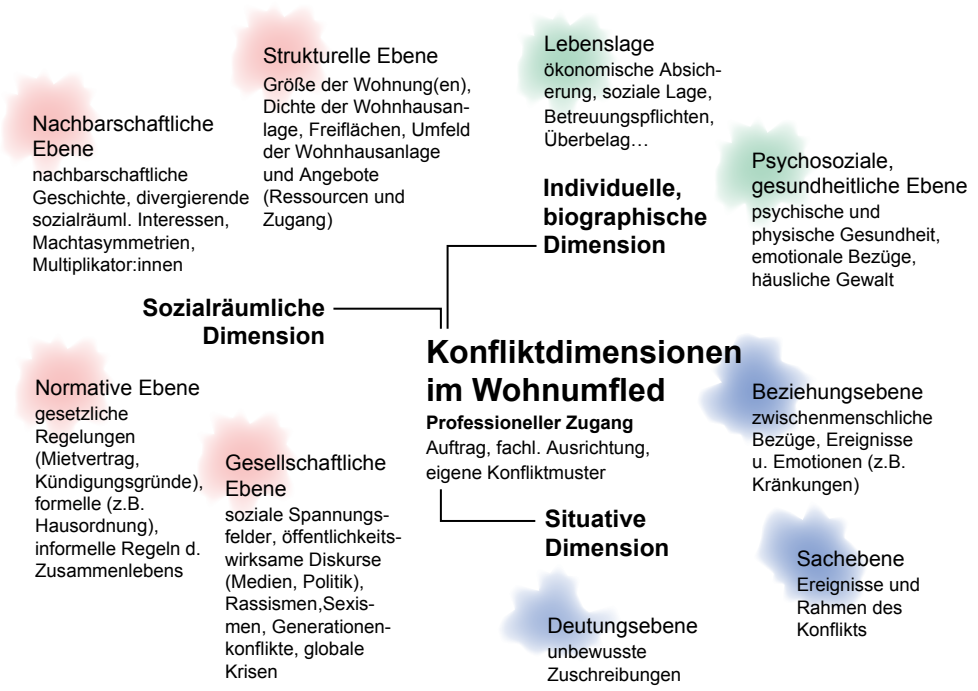 Strukturelle Ebene
Größe der Wohnung(en),
Dichte der Wohnhausan-
lage, Freiflächen, Umfeld
der Wohnhausanlage
und Angebote
(Ressourcen und
Zugang)
Nachbarschaftliche
Ebene
nachbarschaftliche
Geschichte, divergierende
sozialräuml. Interessen,
Machtasymmetrien,
Multiplikator:innen
Lebenslage
ökonomische Absich-
erung, soziale Lage,
Betreuungspflichten,
Überbelag…
Psychosoziale,
gesundheitliche Ebene
psychische und
physische Gesundheit,
emotionale Bezüge,
häusliche Gewalt
Individuelle,
biographische
Dimension
Sozialräumliche
Dimension
Konfliktdimensionen
im Wohnumfled
Professioneller Zugang
Auftrag, fachl. Ausrichtung,
eigene Konfliktmuster
Normative Ebene
gesetzliche
Regelungen
(Mietvertrag,
Kündigungsgründe),
formelle (z.B.
Hausordnung),
informelle Regeln d.
Zusammenlebens
Gesellschaftliche
Ebene
soziale Spannungs-
felder, öffentlichkeits-
wirksame Diskurse
(Medien, Politik),
Rassismen,Sexis-
men, Generationen-
konflikte, globale
Krisen
Situative
Dimension
Beziehungsebene
zwischenmenschliche
Bezüge, Ereignisse
u. Emotionen (z.B.
Kränkungen)
Sachebene
Ereignisse und
Rahmen des
Konflikts
Deutungsebene
unbewusste
Zuschreibungen